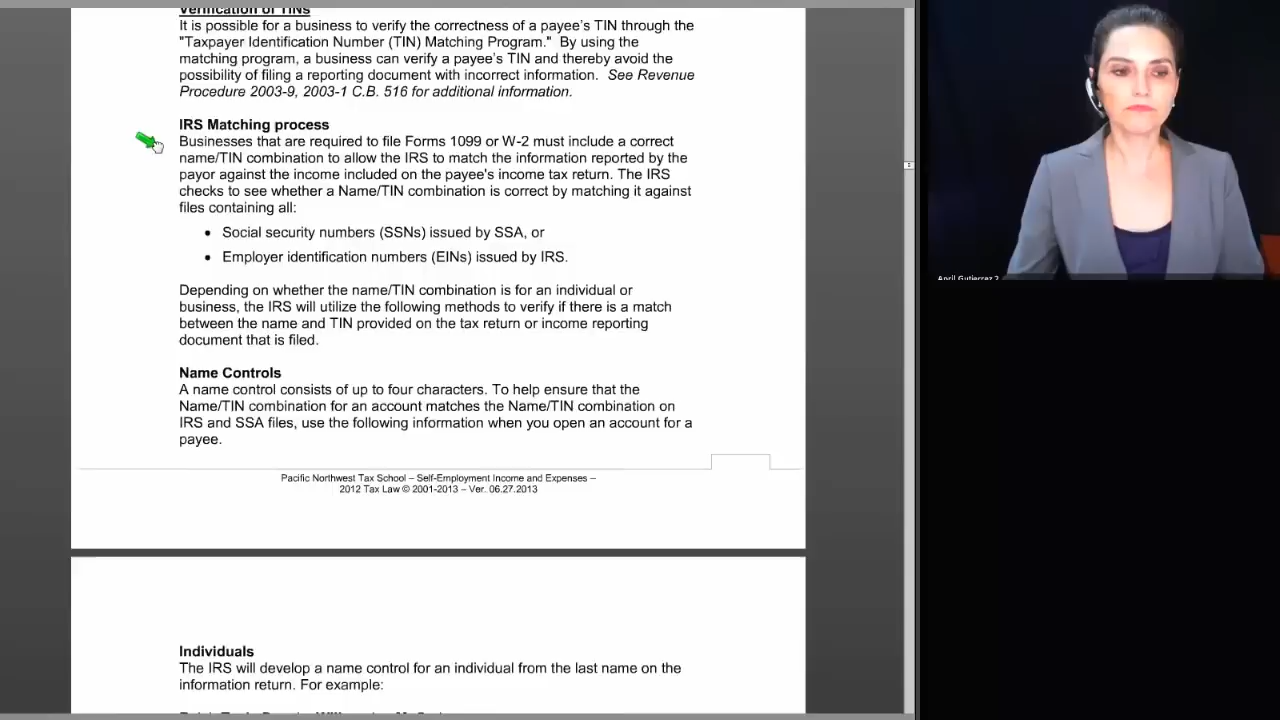 Verification of TINs
It is possible for a business to verify the correctness of a payee's TIN through the
"Taxpayer Identification Number (TIN) Matching Program."  By using the
matching program, a business can verify a payee's TIN and thereby avoid the
possibility of filing a reporting document with incorrect information.  See Revenue
Procedure 2003-9, 2003-1 C.B. 516 for additional information.
IRS Matching process
Businesses that are required to file Forms 1099 or W-2 must include a correct
name/TIN combination to allow the IRS to match the information reported by the
payor against the income included on the payee's income tax return. The IRS
checks to see whether a Name/TIN combination is correct by matching it against
files containing all:
• Social security numbers (SSNs) issued by SSA, or
• Employer identification numbers (EINs) issued by IRS.
Depending on whether the name/TIN combination is for an individual or
business, the IRS will utilize the following methods to verify if there is a match
between the name and TIN provided on the tax return or income reporting
document that is filed.
Name Controls
A name control consists of up to four characters. To help ensure that the
Name/TIN combination for an account matches the Name/TIN combination on
IRS and SSA files, use the following information when you open an account for a
payee.
Pacific Northwest Tax School – Self-Employment Income and Expenses –
2012 Tax Law © 2001-2013 – Ver. 06.27.2013
Individuals
The IRS will develop a name control for an individual from the last name on the
information return. For example:
April Gutierrez 2